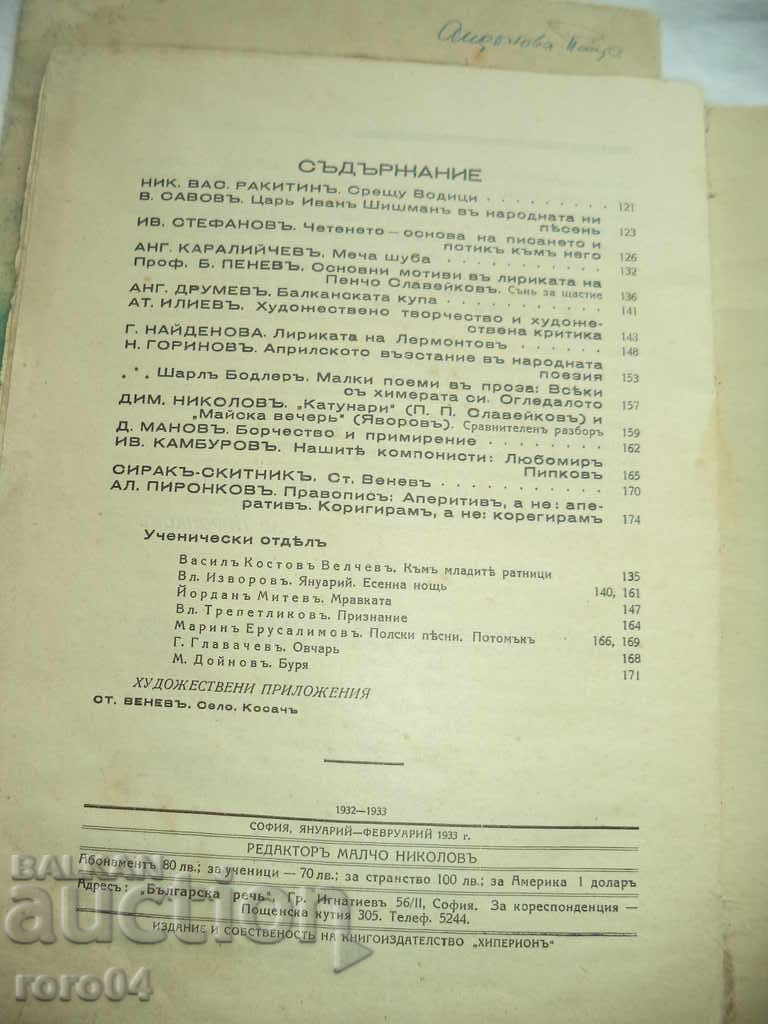 СЪДЪРЖАНИЕ
НИК. ВАС. РАКИТИНЪ. Срещу Водици . . . . . . . . . 121
В. САВОВЪ. Царь Иванъ Шишманъ въ народната ни
пѣсень 123
ИВ. СТЕФАНОВЪ. Четенето — основа на писането и
потикъ къмъ него 126
АНГ. КАРАЛИЙЧЕВЪ. Меча шуба . . . . . . . . . . . 132
Проф. Б. ПЕНЕВЪ. Основни мотиви въ лириката на
Пенчо Славейковъ. Сънь за щастие 136
АНГ. ДРУМЕВЪ. Балканската купа . . . . . . . . . . . 141
АТ. ИЛИЕВЪ. Художествено творчество и художе-
ствена критика 143
Г. НАЙДЕНОВА. Лириката на Лермонтовъ . . . . . . 148
Н. ГОРИНОВЪ. Априлското възстание въ народната
поезия 153
*** Шарлъ Бодлеръ. Малки поеми въ проза: Всѣки
съ химерата си. Огледалото 157
ДИМ. НИКОЛОВЪ. „Катунари“ (П. П. Славейковъ) и
„Майска вечерь“ (Яворовъ). Сравнителенъ разборъ 159
Д. МАНОВЪ. Борчество и примирение . . . . . . . . 162
ИВ. КАМБУРОВЪ. Нашитѣ компонисти: Любомиръ
Пипковъ 165
СИРАКЪ-СКИТНИКЪ. Ст. Веневъ . . . . . . . . . . . 170
АЛ. ПИРОНКОВЪ. Правописъ: Аперитивъ, а не: апе-
ративъ. Коригирамъ, а не: корегирамъ 174
Ученически отдѣлъ
Василъ Костовъ Велчевъ. Къмъ младитѣ ратници 135
Вл. Изворовъ. Януарий. Есенна нощь 140, 161
Йорданъ Митевъ. Мравката 147
Вл. Трепетликовъ. Признание 164
Маринъ Ерусалимовъ. Полски пѣсни. Потомъкъ 166, 169
Г. Главачевъ. Овчарь 168
М. Дойновъ. Буря 171
ХУДОЖЕСТВЕНИ ПРИЛОЖЕНИЯ
СТ. ВЕНЕВЪ. Село. Косачъ
1932—1933
СОФИЯ, ЯНУАРИЙ—ФЕВРУАРИЙ 1933 г.
РЕДАКТОРЪ МАЛЧО НИКОЛОВЪ
Абонаментъ 80 лв.; за ученици — 70 лв.; за странство 100 лв.; за Америка 1 доларъ
Адресъ: „Българска речь“, Гр. Игнатиевъ 56/II, София. За кореспонденция —
Пощенска кутия 305. Телеф. 5244.
ИЗДАНИЕ И СОБСТВЕНОСТЬ НА КНИГОИЗДАТЕЛСТВО „ХИПЕРИОНЪ“
BALKAN
auction
roro04